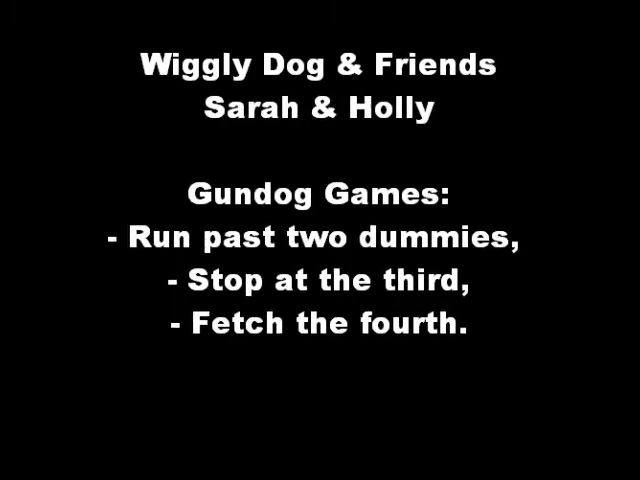 Wiggly Dog & Friends
Sarah & Holly
Gundog Games:
- Run past two dummies,
- Stop at the third,
- Fetch the fourth.